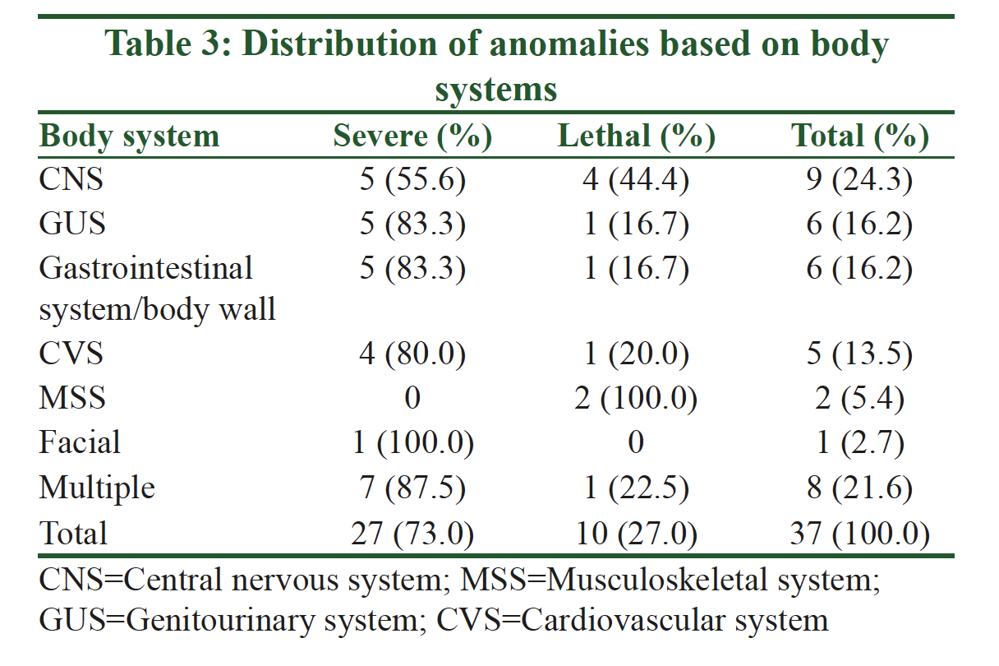 Table 3: Distribution of anomalies based on body
systems
Body system Severe (%) Lethal (%) Total (%)
CNS 5 (55.6) 4 (44.4) 9 (24.3)
GUS 5 (83.3) 1 (16.7) 6 (16.2)
Gastrointestinal 5 (83.3) 1 (16.7) 6 (16.2)
system/body wall
CVS 4 (80.0) 1 (20.0) 5 (13.5)
MSS 0 2 (100.0) 2 (5.4)
Facial 1 (100.0) 0 1 (2.7)
Multiple 7 (87.5) 1 (22.5) 8 (21.6)
Total 27 (73.0) 10 (27.0) 37 (100.0)
CNS=Central nervous system; MSS=Musculoskeletal system;
GUS=Genitourinary system; CVS=Cardiovascular system